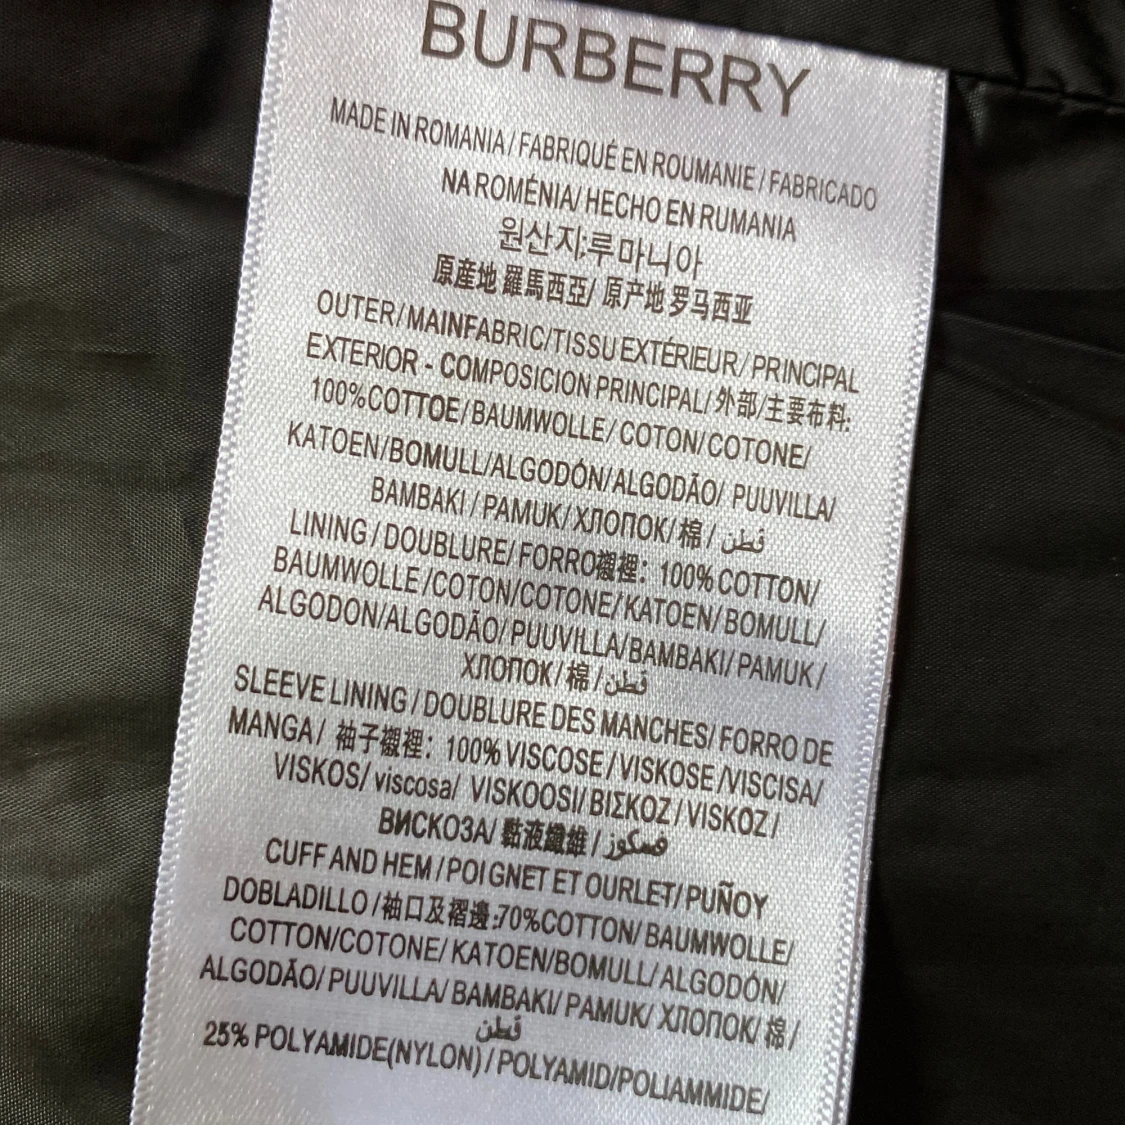 BURBERRY
MADE IN ROMANIA / FABRIQUÉ EN ROUMANIE / FABRICADO
NA ROMÉNIA/ HECHO EN RUMANIA
원산지:루마니아
原産地 羅馬西亞/ 原产地 罗马西亚
OUTER/MAINFABRIC/TISSU EXTÉRIEUR/ PRINCIPAL
EXTERIOR - COMPOSICION PRINCIPAL/ 外部/主要布料:
100%COTTOE/BAUMWOLLE/COTON/COTONE/
KATOEN/BOMULL/ALGODÓN/ALGODÃO/ PUUVILLA/
BAMBAKI / PAMUK/ ХЛОПОК/ 棉 / قطن
LINING / DOUBLURE/ FORRO襯裡: 100% COTTON/
BAUMWOLLE/COTON/COTONE/ KATOEN/ BOMULL/
ALGODON/ALGODÃO/ PUUVILLA/BAMBAKI/ PAMUK /
ХЛОПОК / 棉 / قطن
SLEEVE LINING / DOUBLURE DES MANCHES/ FORRO DE
MANGA / 袖子襯裡: 100% VISCOSE / VISKOSE /VISCISA/
VISKOS/ viscosa/ VISKOOSI/ ΒΙΣΚΟΖ / VISKOZ /
ВИСКОЗА/ 黏液纖維 / فسكوز
CUFF AND HEM / POIGNET ET OURLET/ PUÑOY
DOBLADILLO / 袖口及褶邊:70%COTTON/ BAUMWOLLE/
COTTON/COTONE/ KATOEN/BOMULL/ ALGODÓN/
ALGODÃO/ PUUVILLA/ BAMBAKI/ PAMUK/ ХЛОПОК/ 棉 /
قطن
25% POLYAMIDE(NYLON) / POLYAMID/POLIAMMIDE/